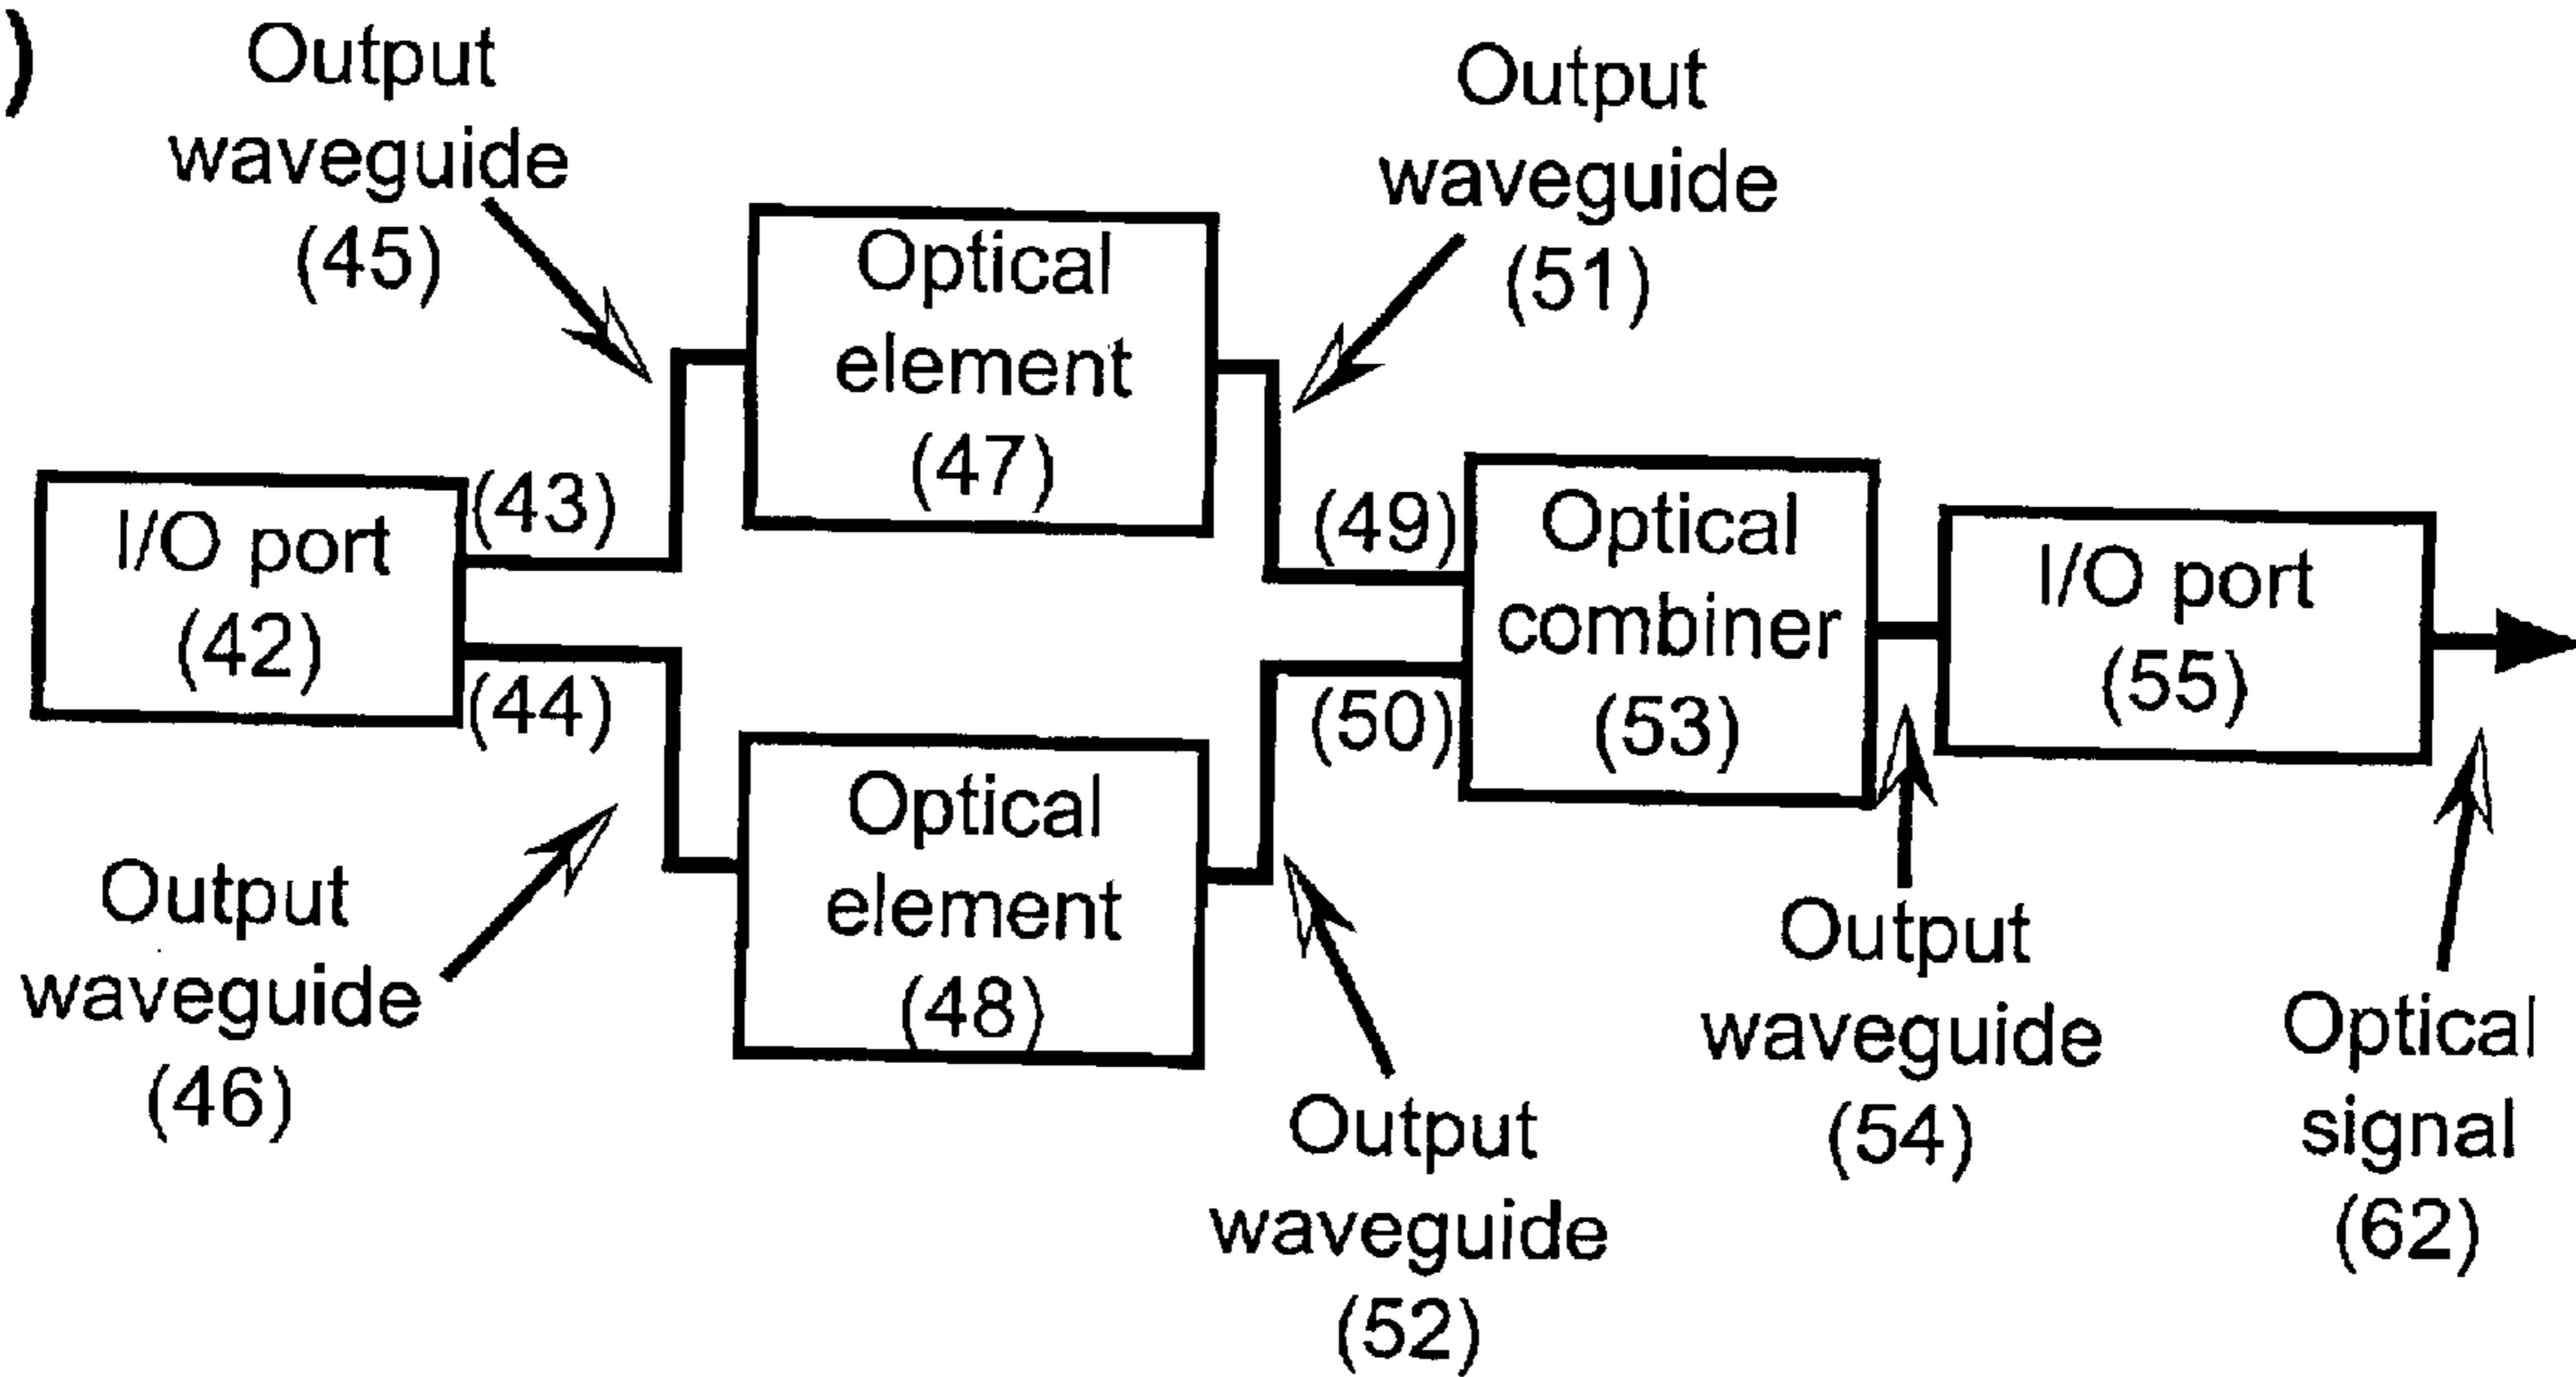 )
Output
waveguide
(45)
Output
waveguide
(51)
Optical
element
(47)
I/O port
(42)
(43)
(44)
(49)
(50)
Optical
combiner
(53)
I/O port
(55)
Optical
element
(48)
Output
waveguide
(46)
Output
waveguide
(52)
Output
waveguide
(54)
Optical
signal
(62)